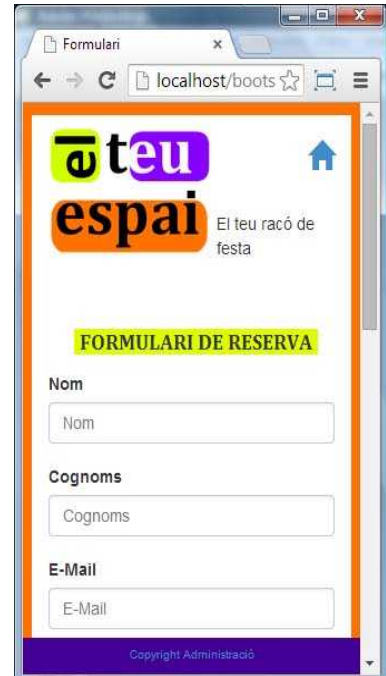 Formulari
localhost/boots
el teu
espai
El teu racó de
festa
FORMULARI DE RESERVA
Nom
Nom
Cognoms
Cognoms
E-Mail
E-Mail
Copyright Administració